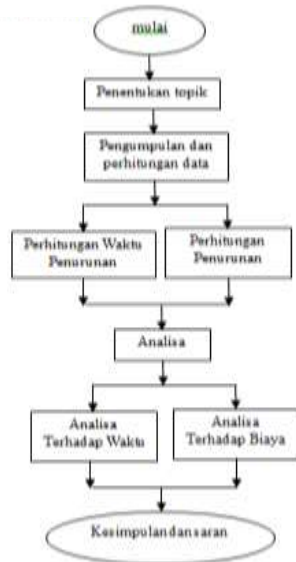 mulai
Penentukan topik
Pengumpulan dan
perhitungan data
Perhitungan Waktu
Penurunan
Perhitungan
Penurunan
Analisa
Analisa
Terhadap Waktu
Analisa
Terhadap Biaya
Kesimpulandansaran